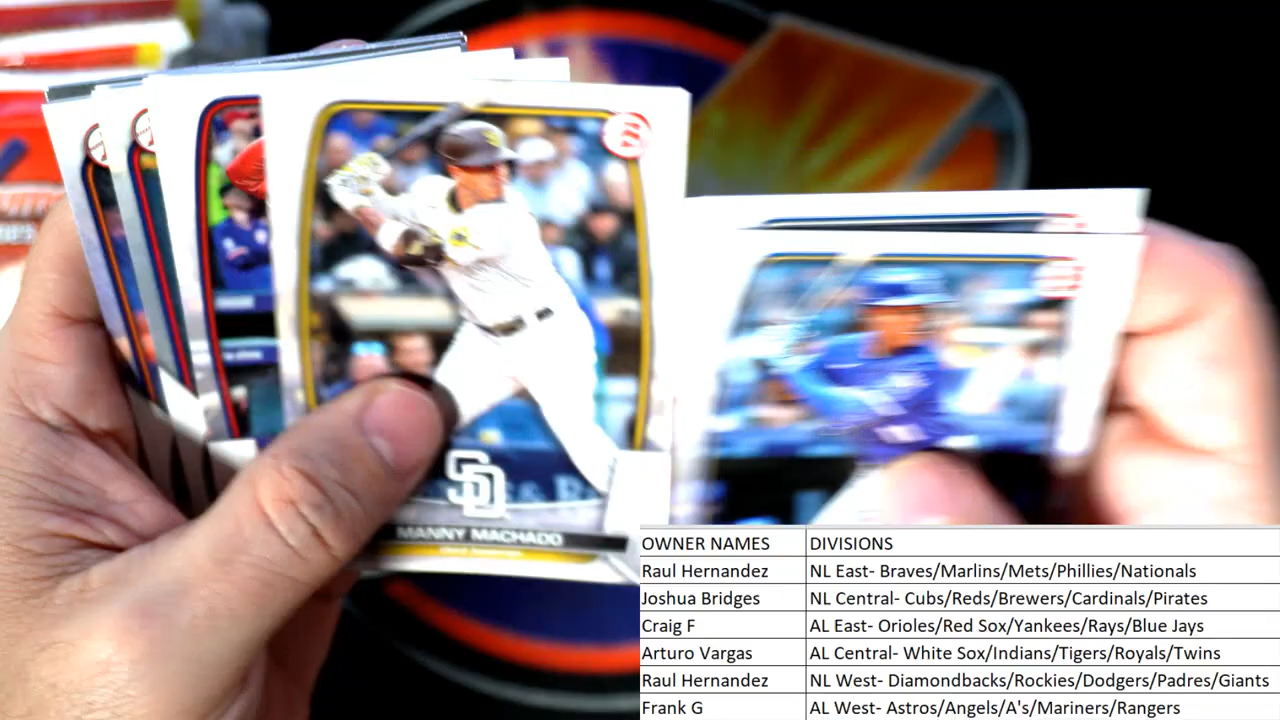 SD
MANNY MACHADO
OWNER NAMES DIVISIONS
Raul Hernandez NL East- Braves/Marlins/Mets/Phillies/Nationals
Joshua Bridges NL Central- Cubs/Reds/Brewers/Cardinals/Pirates
Craig F AL East- Orioles/Red Sox/Yankees/Rays/Blue Jays
Arturo Vargas AL Central- White Sox/Indians/Tigers/Royals/Twins
Raul Hernandez NL West- Diamondbacks/Rockies/Dodgers/Padres/Giants
Frank G AL West- Astros/Angels/A's/Mariners/Rangers